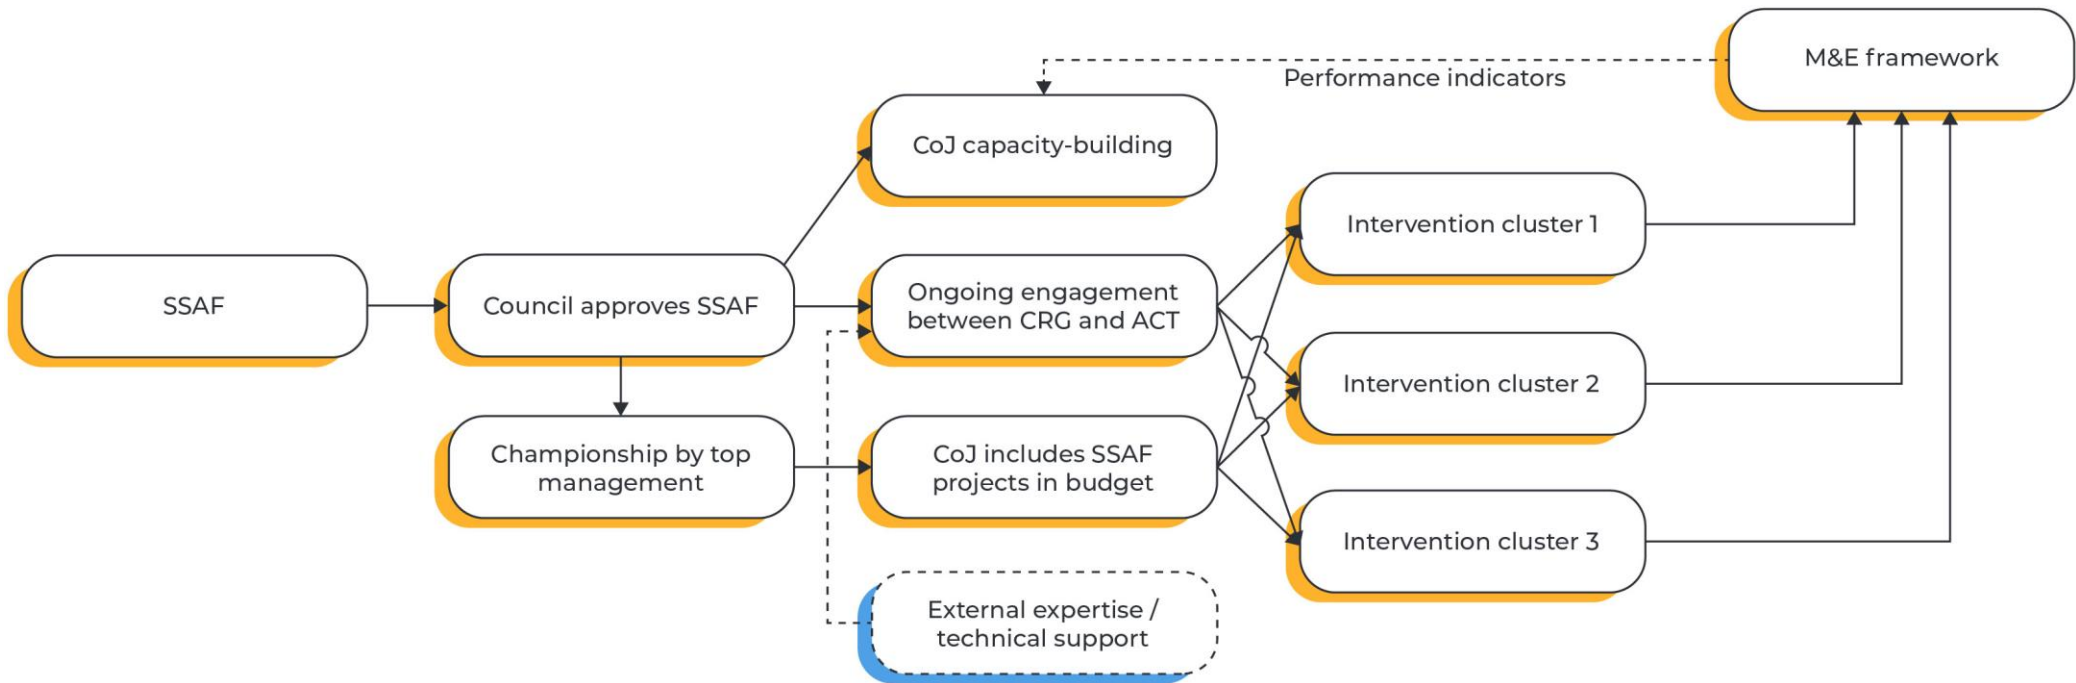 M&E framework
Performance indicators
CoJ capacity-building
Intervention cluster 1
SSAF
Council approves SSAF
Ongoing engagement
between CRG and ACT
Intervention cluster 2
Championship by top
management
CoJ includes SSAF
projects in budget
Intervention cluster 3
External expertise /
technical support